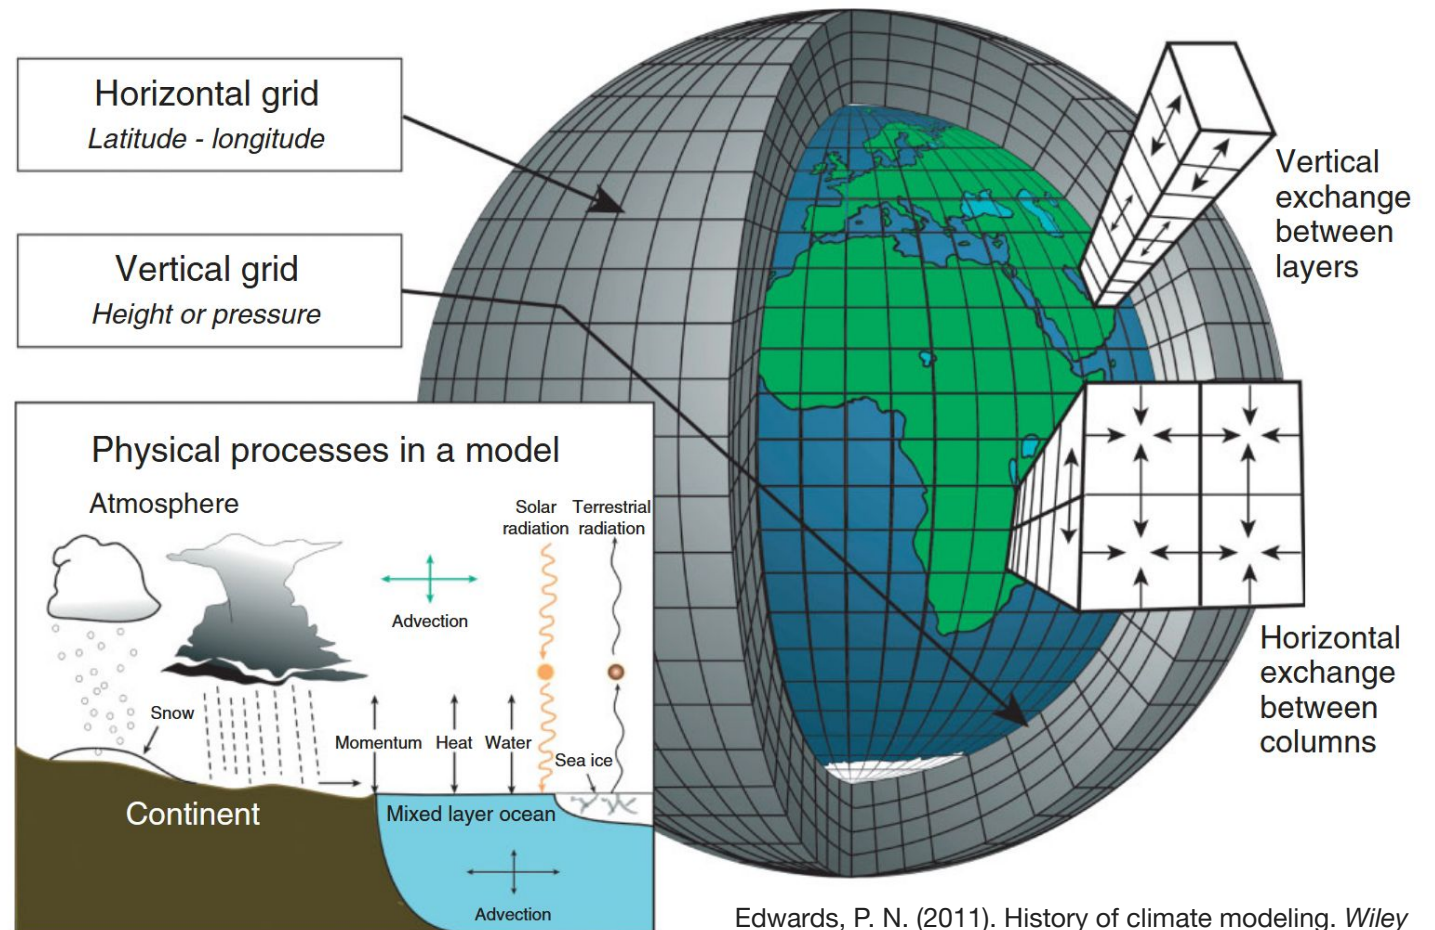 Horizontal grid
Latitude - longitude
Vertical grid
Height or pressure
Vertical
exchange
between
layers
Physical processes in a model
Atmosphere
Solar
radiation
Terrestrial
radiation
Advection
Snow
Momentum
Heat
Water
Sea ice
Continent
Mixed layer ocean
Advection
Horizontal
exchange
between
columns
Edwards, P. N. (2011). History of climate modeling. Wiley